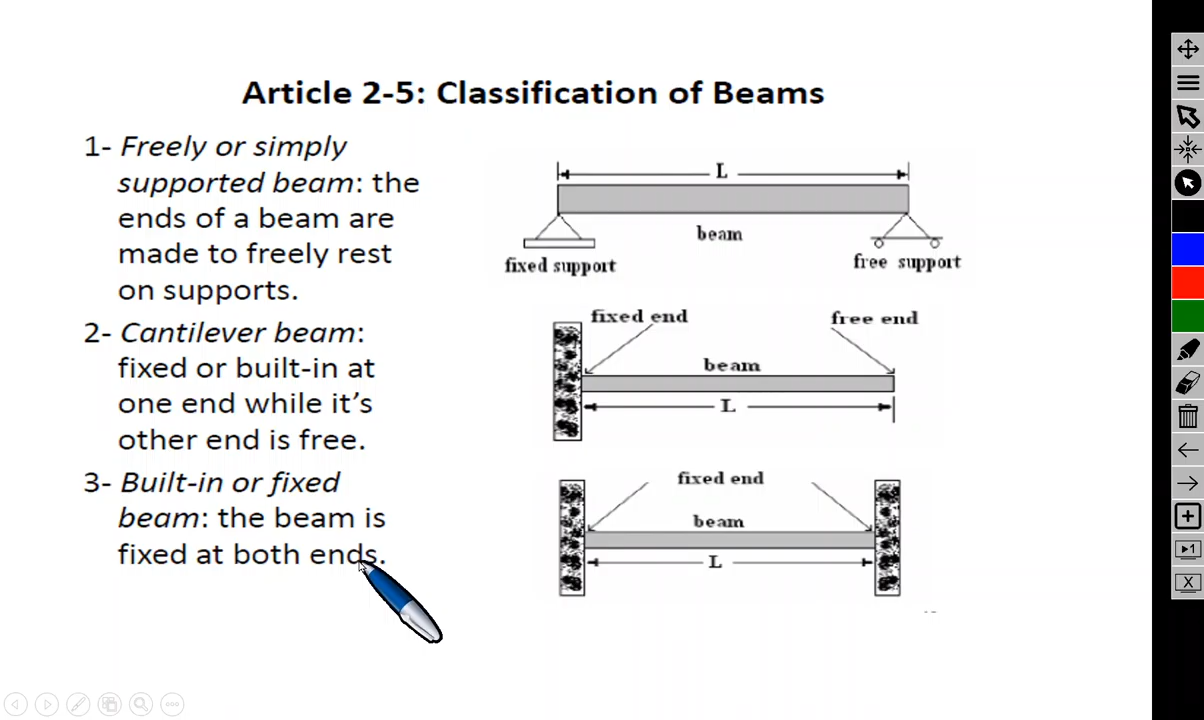 Article 2-5: Classification of Beams
1- Freely or simply
supported beam: the
ends of a beam are
made to freely rest
on supports.
2- Cantilever beam:
fixed or built-in at
one end while it's
other end is free.
3- Built-in or fixed
beam: the beam is
fixed at both ends.
L
beam
fixed support
free support
fixed end
free end
beam
L
fixed end
beam
L
1
X